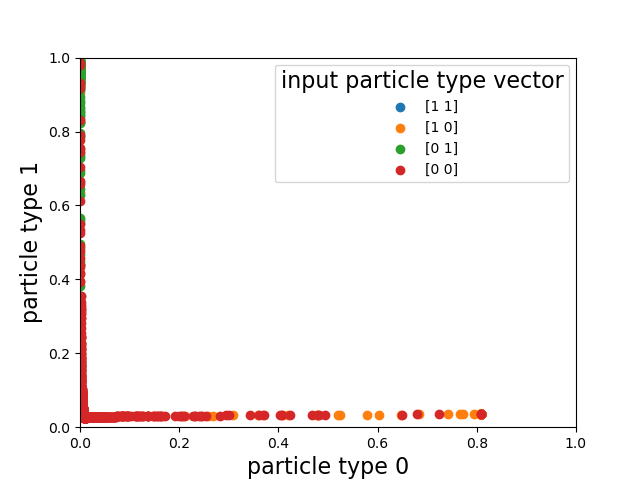 1.0
0.8
0.6
0.4
0.2
0.0
particle type 1
input particle type vector
[1 1]
[1 0]
[0 1]
[0 0]
0.0 0.2 0.4 0.6 0.8 1.0
particle type 0